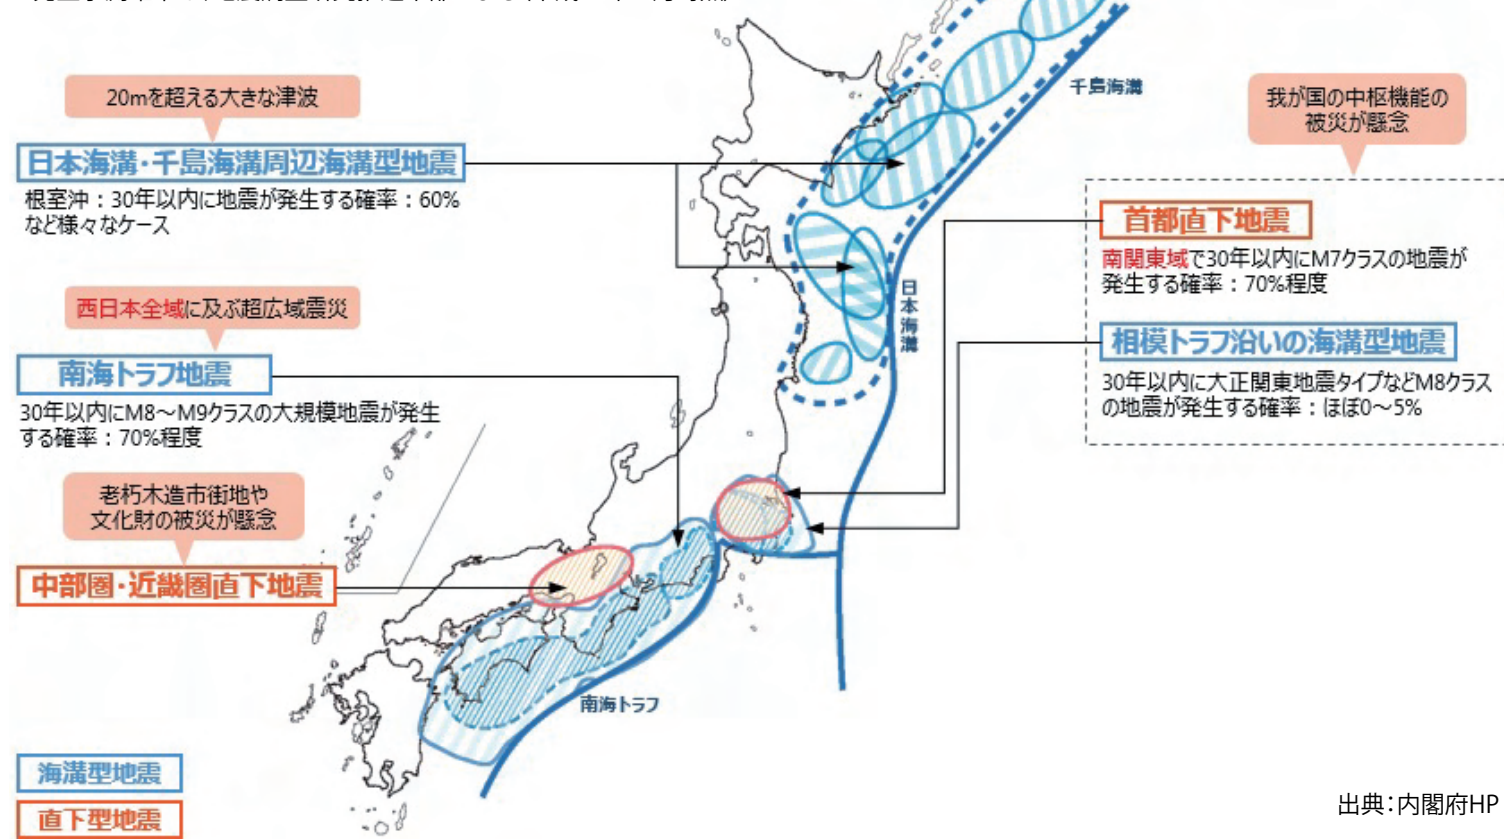 20mを超える大きな津波
日本海溝・千島海溝周辺海溝型地震
根室沖：30年以内に地震が発生する確率：60%
など様々なケース
西日本全域に及ぶ超広域震災
南海トラフ地震
30年以内にM8～M9クラスの大規模地震が発生
する確率：70%程度
老朽木造市街地や
文化財の被災が懸念
中部圏・近畿圏直下地震
千島海溝
日本海溝
南海トラフ
我が国の中枢機能の
被災が懸念
首都直下地震
南関東域で30年以内にM7クラスの地震が
発生する確率：70%程度
相模トラフ沿いの海溝型地震
30年以内に大正関東地震タイプなどM8クラス
の地震が発生する確率：ほぼ0～5%
海溝型地震
直下型地震
出典：内閣府HP